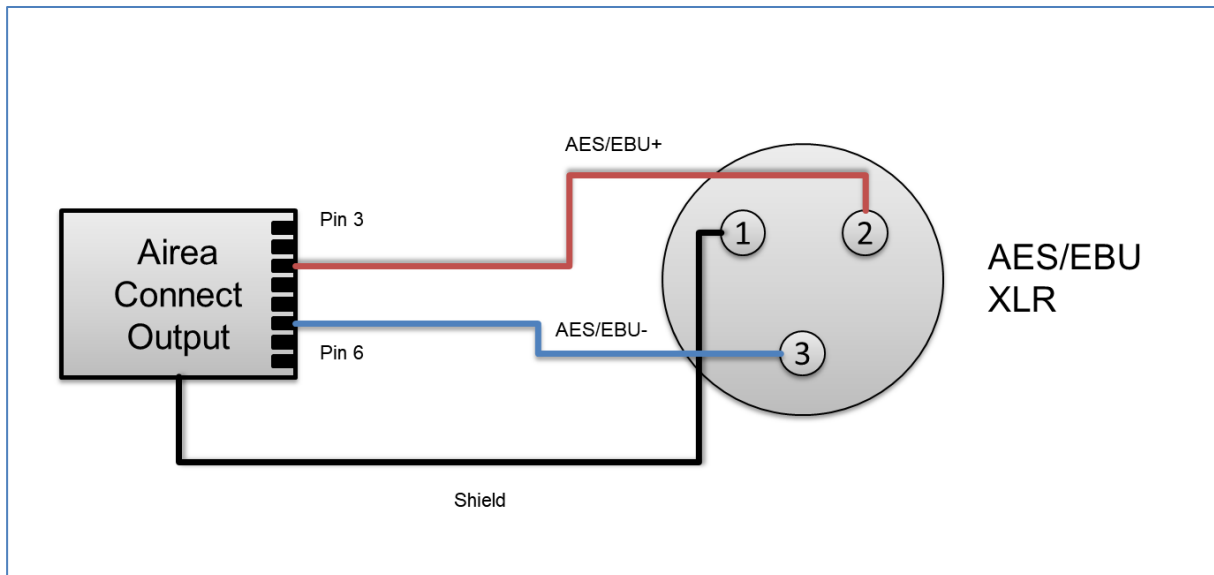 AES/EBU+
Pin 3
Airea
Connect
Output
1
2
AES/EBU
XLR
AES/EBU-
Pin 6
3
Shield